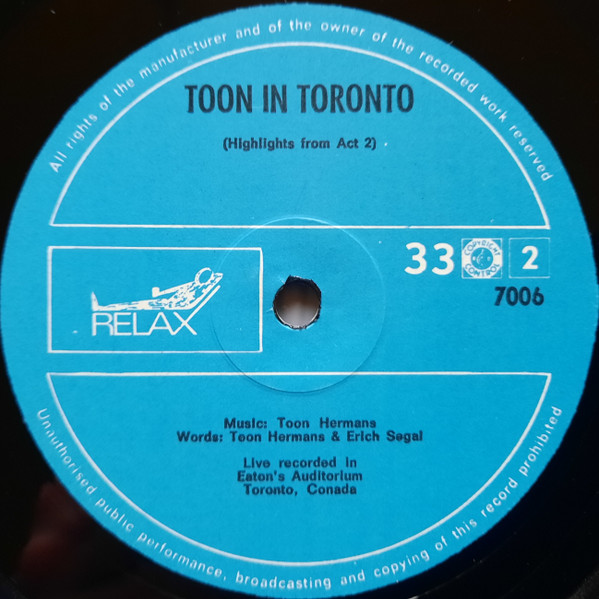 All rights of the manufacturer and of the owner of the recorded work reserved
TOON IN TORONTO
(Highlights from Act 2)
33
COPYRIGHT CONTROL
2
7006
RELAX
Music: Toon Hermans
Words: Toon Hermans & Erich Segal
Live recorded in
Eaton's Auditorium
Toronto, Conada
Unauthorised public performance, broadcasting and copying of this record prohibited